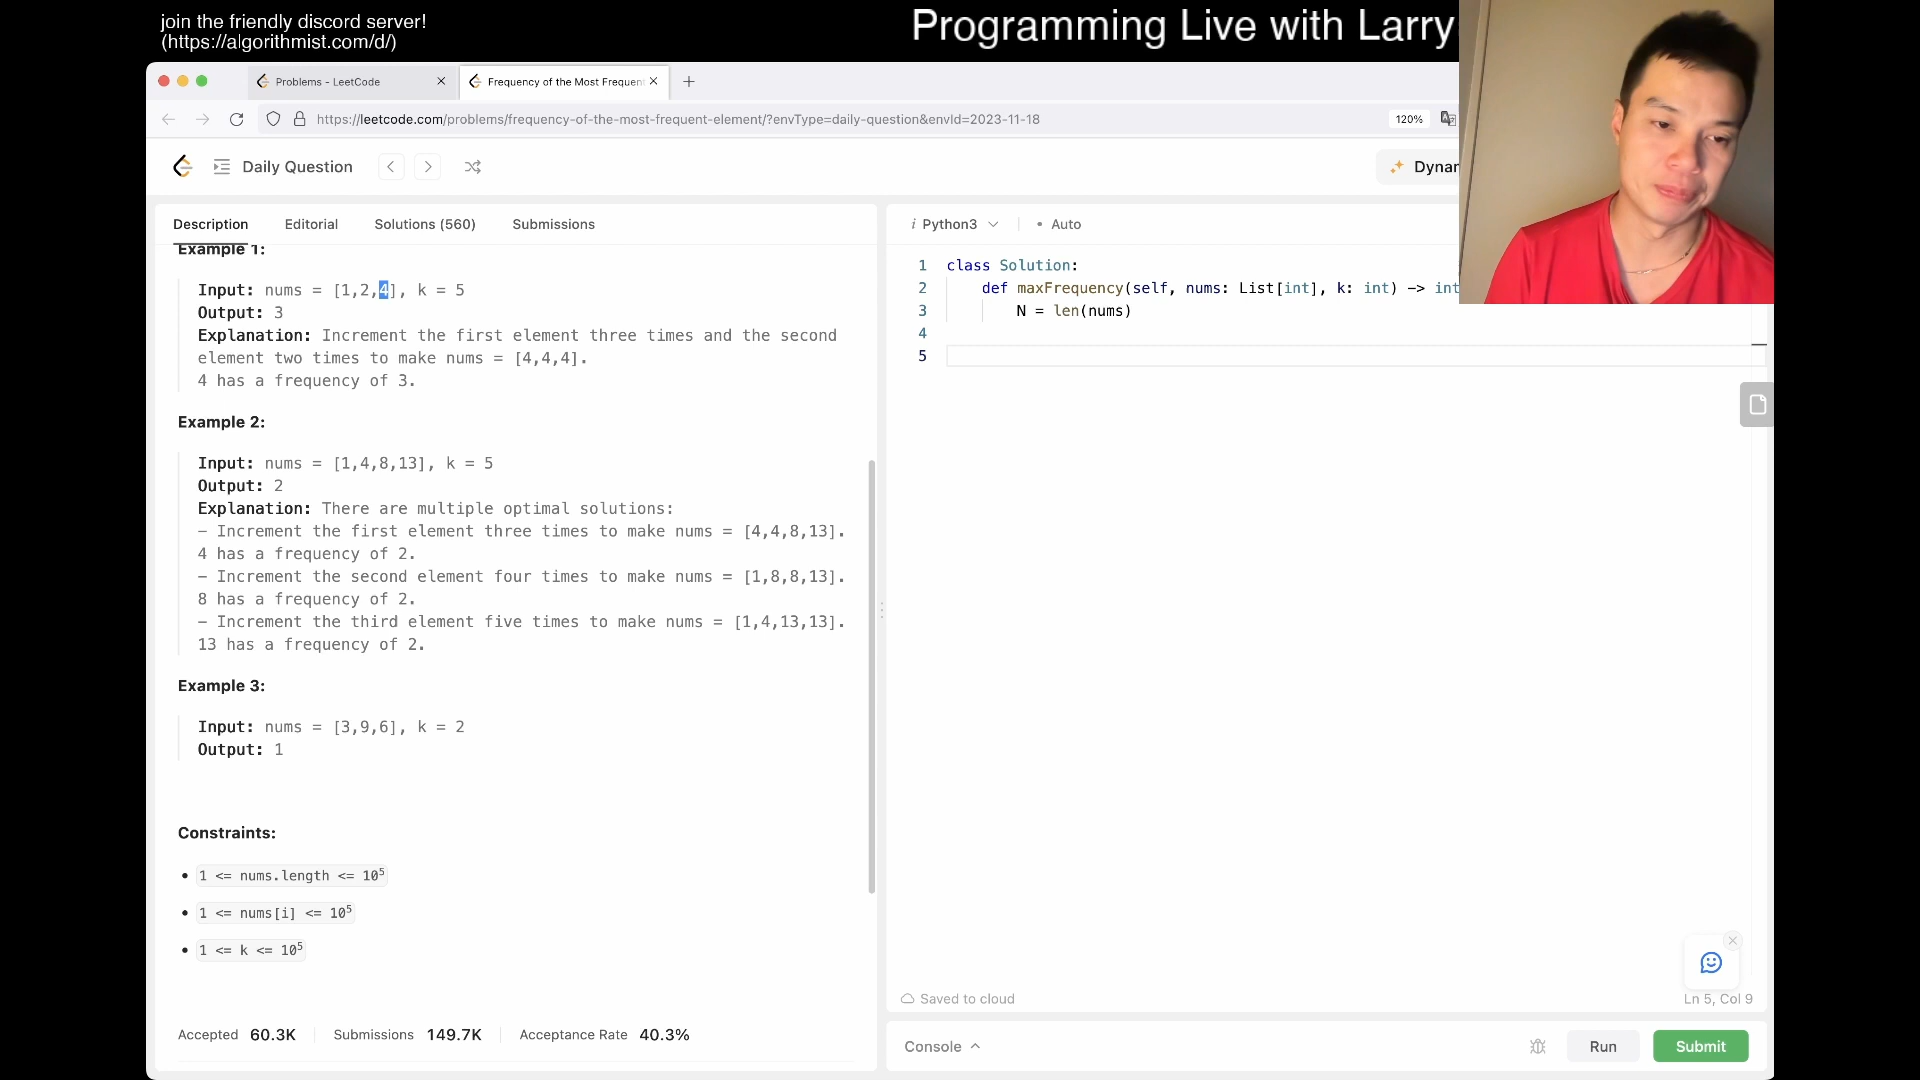 join the friendly discord server!
(https://algorithmist.com/d/)
Programming Live with Larry
Problems - LeetCode
Frequency of the Most Frequen
https://leetcode.com/problems/frequency-of-the-most-frequent-element/?envType=daily-question&envId=2023-11-18
120%
Daily Question
Dynan
Description
Editorial
Solutions (560)
Submissions
Example 1:
Input: nums = [1,2,4], k = 5
Output: 3
Explanation: Increment the first element three times and the second
element two times to make nums = [4,4,4].
4 has a frequency of 3.
Example 2:
Input: nums = [1,4,8,13], k = 5
Output: 2
Explanation: There are multiple optimal solutions:
- Increment the first element three times to make nums = [4,4,8,13].
4 has a frequency of 2.
- Increment the second element four times to make nums = [1,8,8,13].
8 has a frequency of 2.
- Increment the third element five times to make nums = [1,4,13,13].
13 has a frequency of 2.
Example 3:
Input: nums = [3,9,6], k = 2
Output: 1
Constraints:
• 1 <= nums.length <= 10⁵
• 1 <= nums[i] <= 10⁵
• 1 <= k <= 10⁵
Accepted 60.3K
Submissions 149.7K
Acceptance Rate 40.3%
i Python3
• Auto
1 class Solution:
2 def maxFrequency(self, nums: List[int], k: int) -> int
3 N = len(nums)
4
5
Saved to cloud
Ln 5, Col 9
Console
Run
Submit